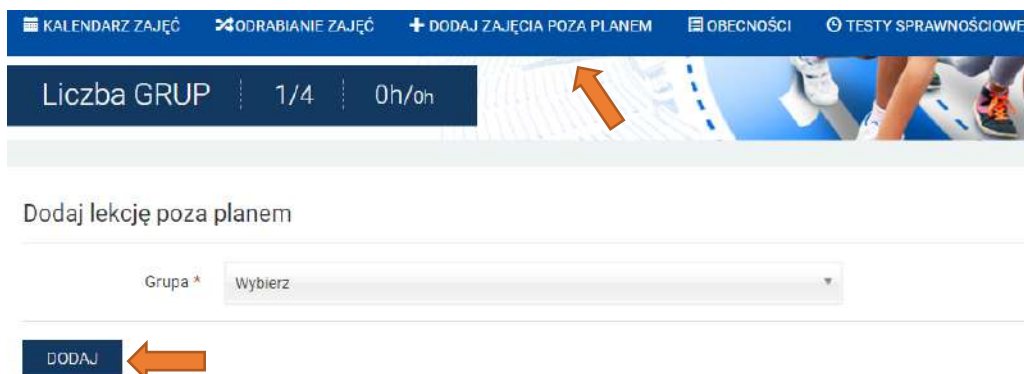 KALENDARZ ZAJĘĆ ODRABIANIE ZAJĘĆ + DODAJ ZAJĘCIA POZA PLANEM OBECNOŚCI TESTY SPRAWNOŚCIOWE
Liczba GRUP 1/4 0h/0h
Dodaj lekcję poza planem
Grupa * Wybierz
DODAJ